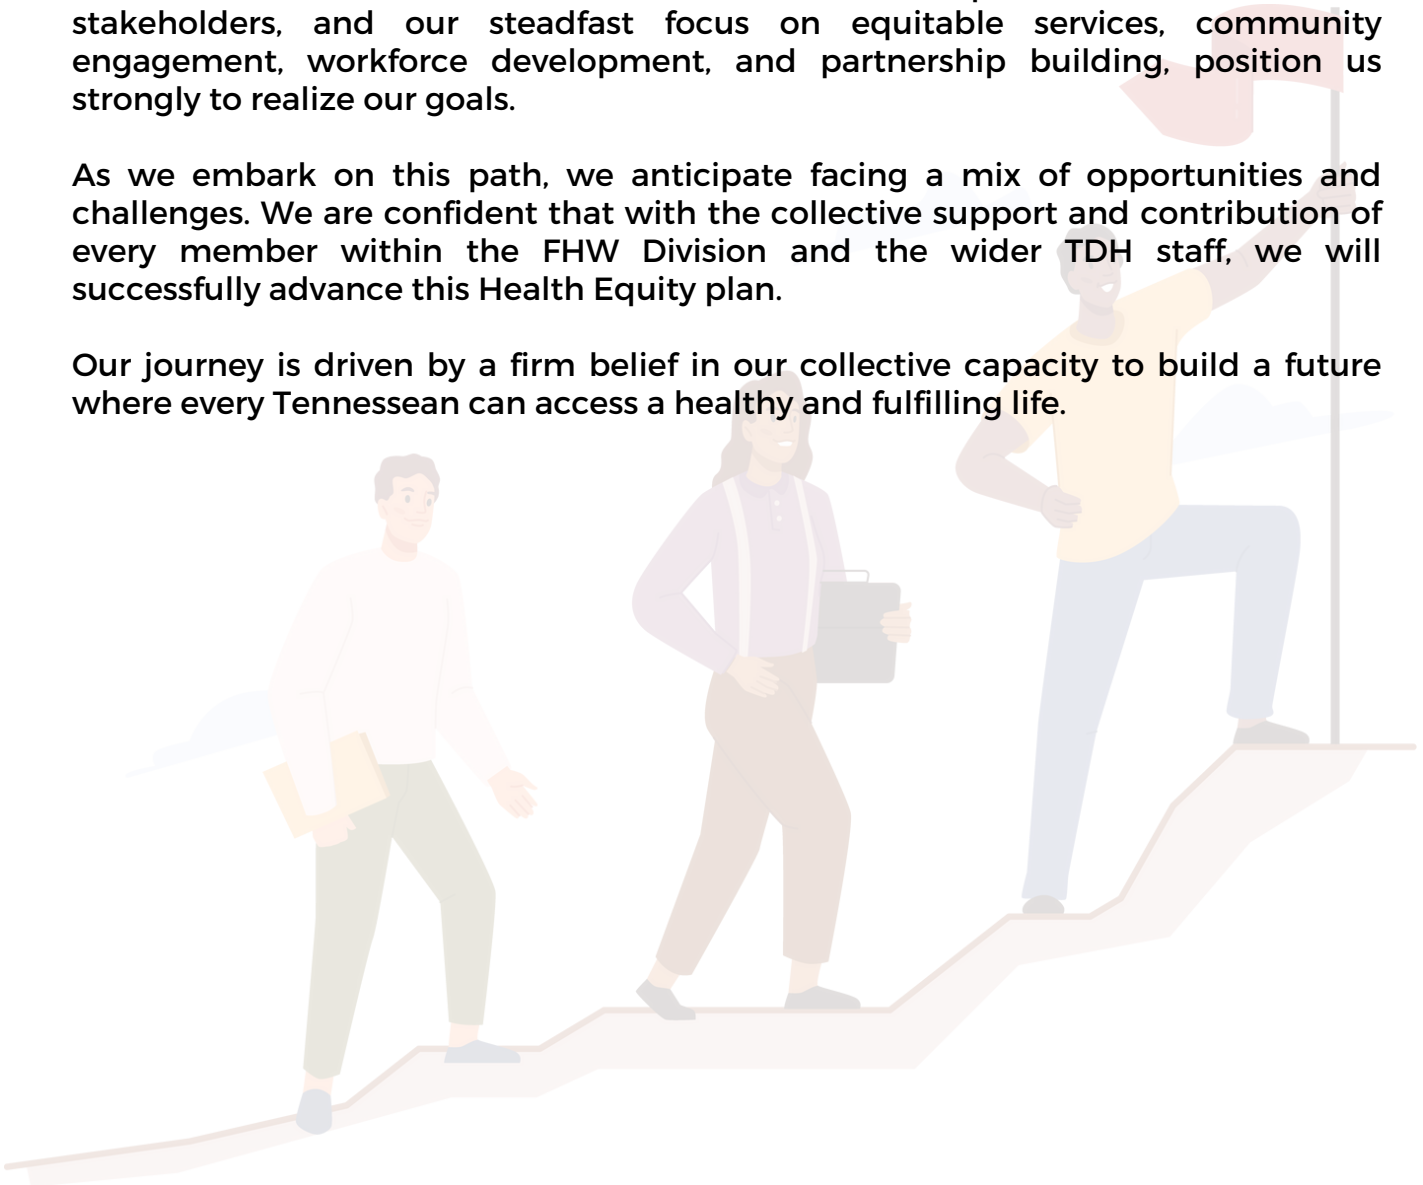 stakeholders, and our steadfast focus on equitable services, community
engagement, workforce development, and partnership building, position us
strongly to realize our goals.
As we embark on this path, we anticipate facing a mix of opportunities and
challenges. We are confident that with the collective support and contribution of
every member within the FHW Division and the wider TDH staff, we will
successfully advance this Health Equity plan.
Our journey is driven by a firm belief in our collective capacity to build a future
where every Tennessean can access a healthy and fulfilling life.